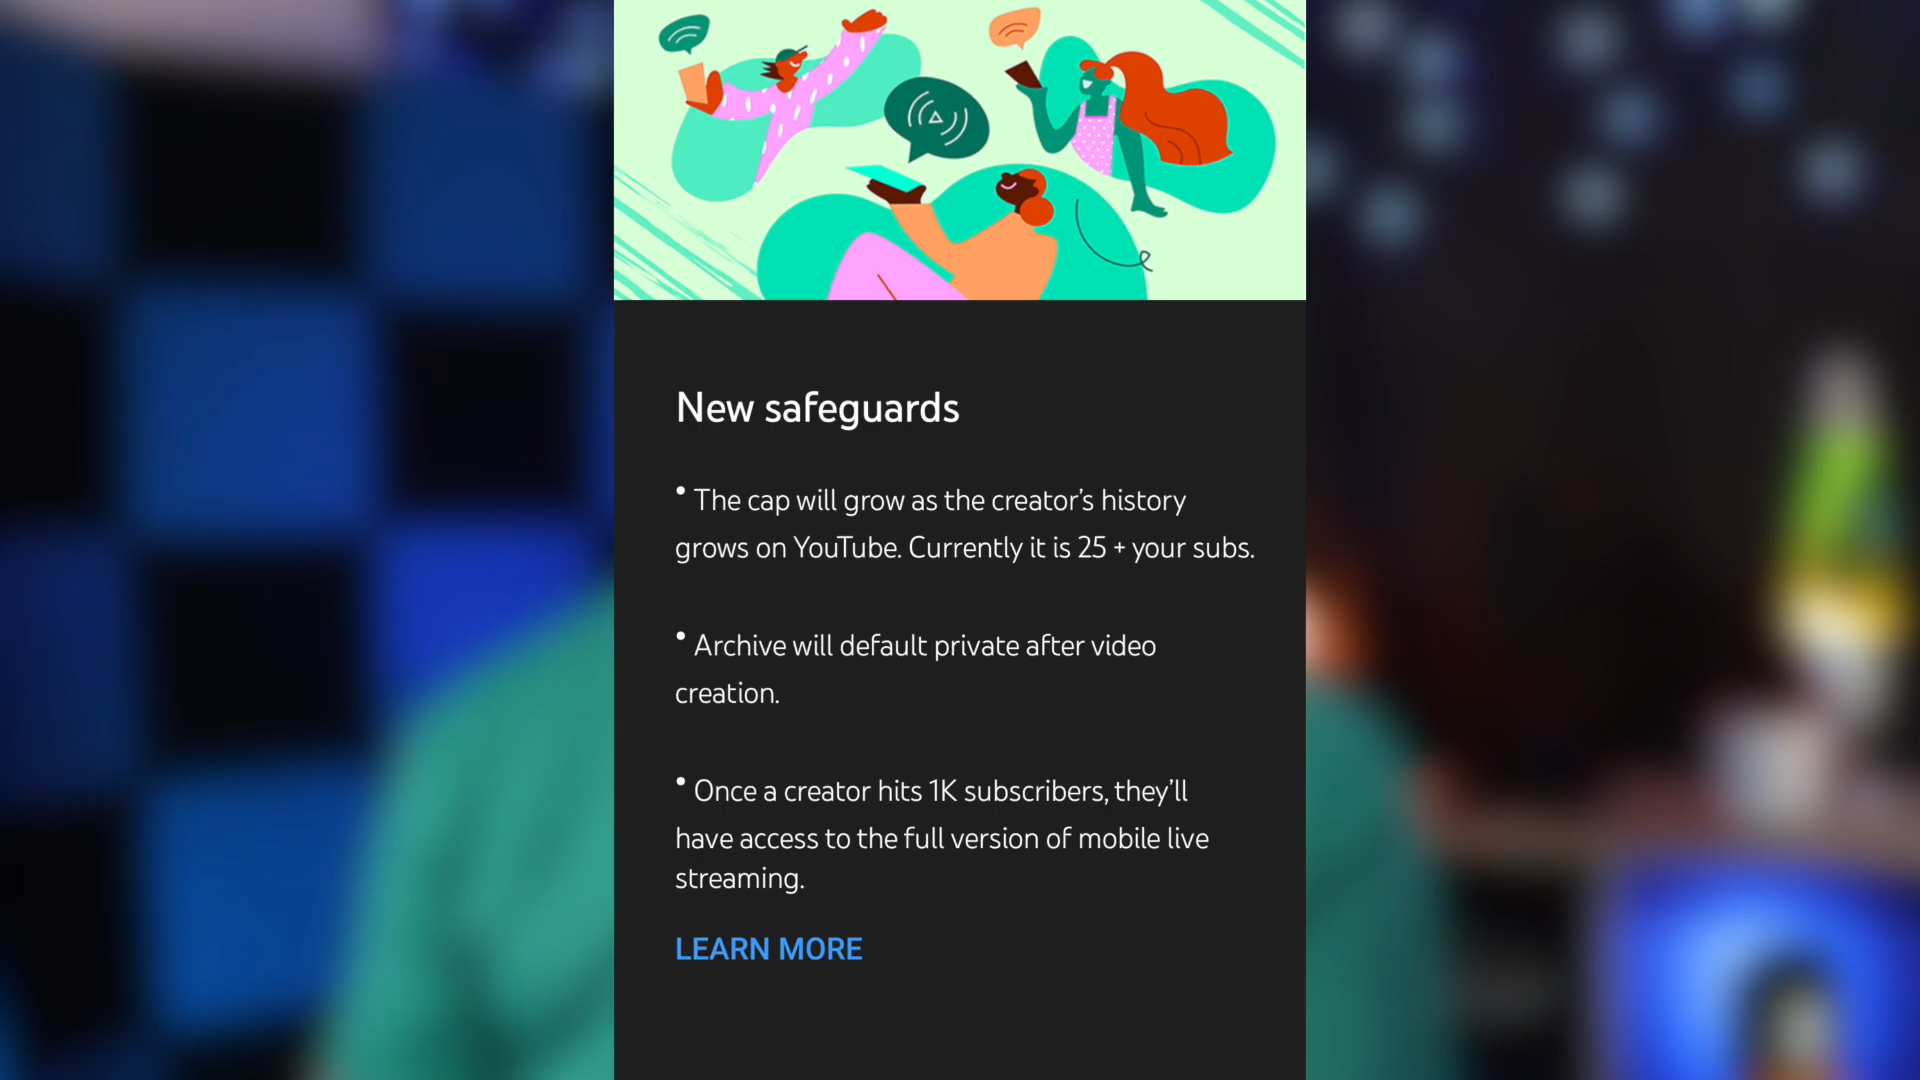 New safeguards
• The cap will grow as the creator’s history
grows on YouTube. Currently it is 25 + your subs.
• Archive will default private after video
creation.
• Once a creator hits 1K subscribers, they’ll
have access to the full version of mobile live
streaming.
LEARN MORE